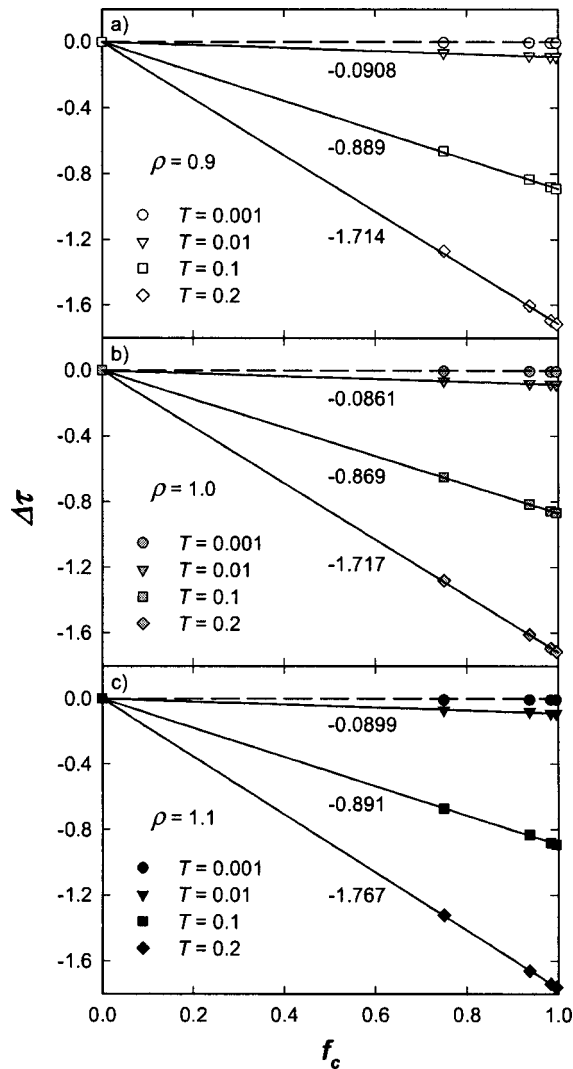 a)
0.0
-0.0908
-0.4
-0.889
ρ = 0.9
-0.8
T = 0.001
T = 0.01
-1.714
-1.2
T = 0.1
T = 0.2
-1.6
b)
0.0
-0.0861
-0.4
-0.869
ρ = 1.0
-0.8
Δτ
T = 0.001
T = 0.01
-1.717
-1.2
T = 0.1
T = 0.2
-1.6
c)
0.0
-0.0899
-0.4
-0.891
ρ = 1.1
-0.8
T = 0.001
-1.2
T = 0.01
-1.767
T = 0.1
T = 0.2
-1.6
0.0 0.2 0.4 0.6 0.8 1.0
fc